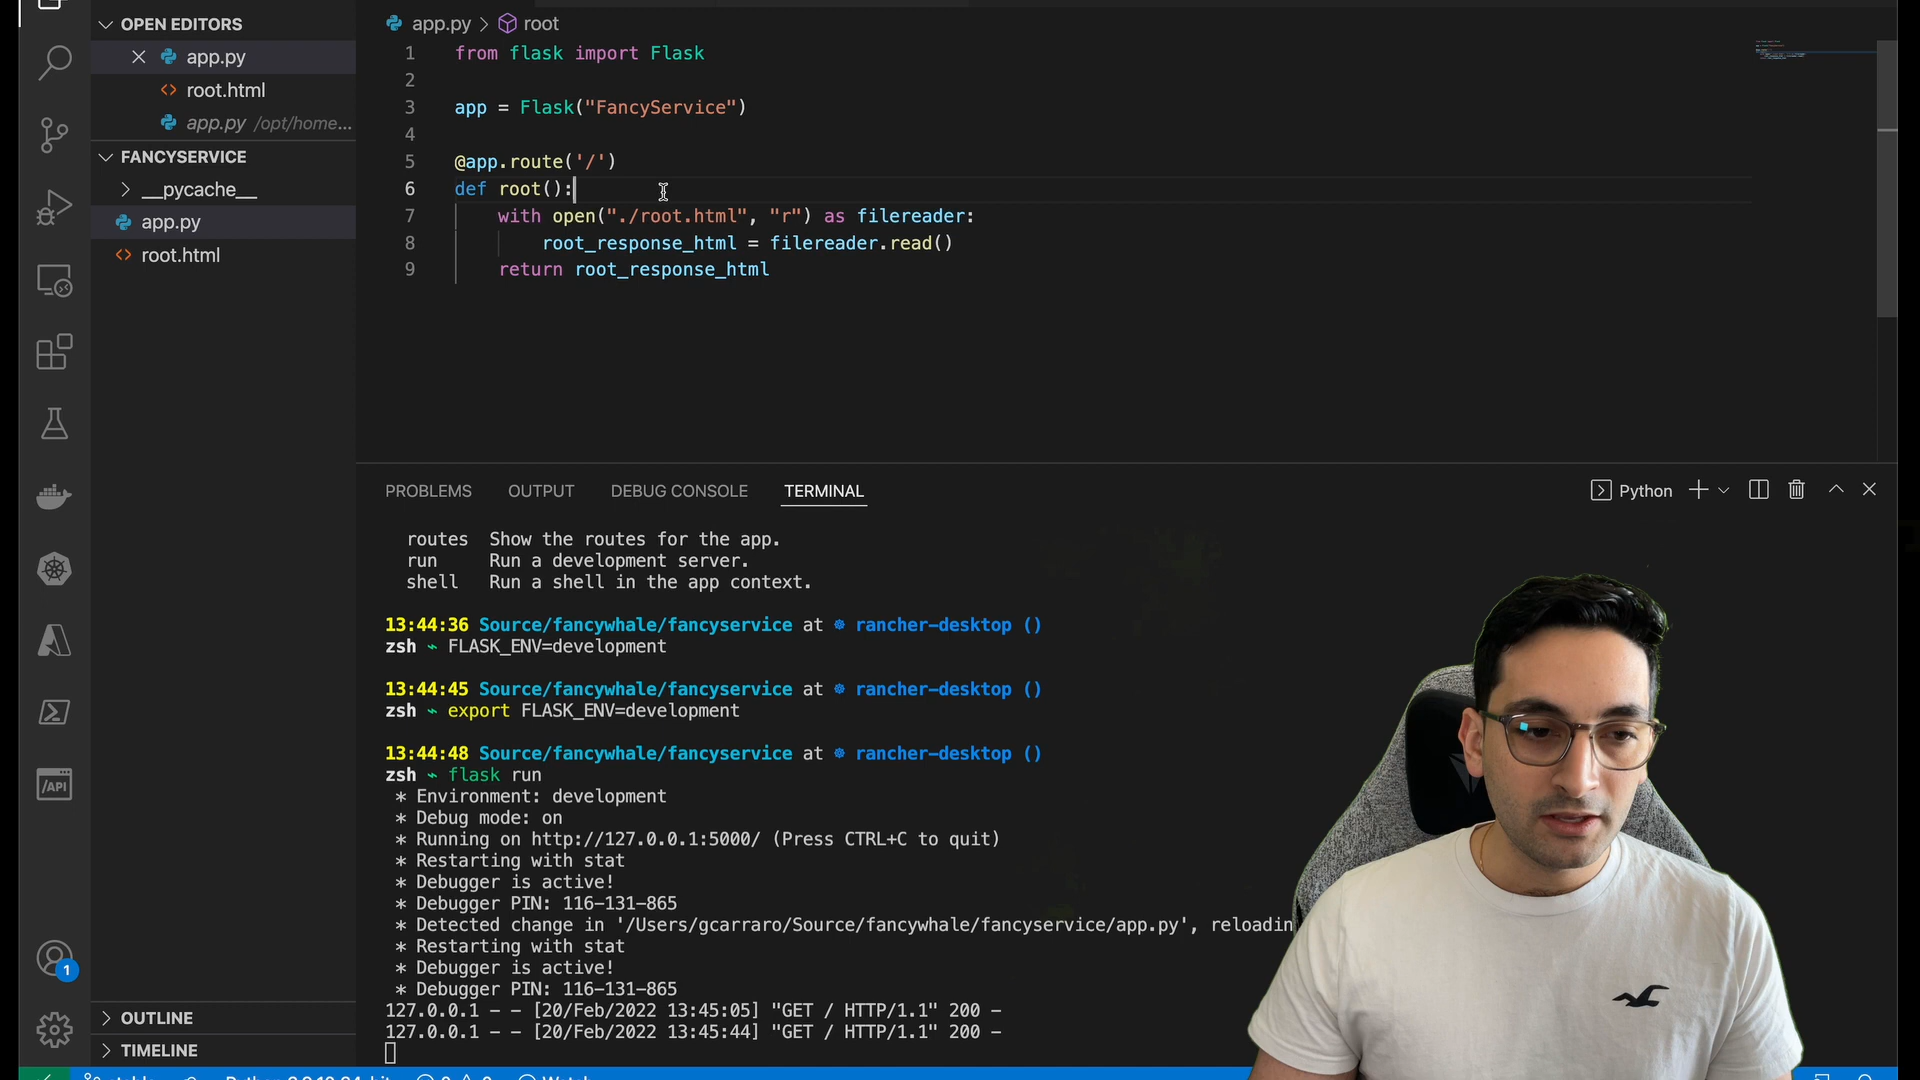 OPEN EDITORS
app.py
root.html
app.py /opt/home...
FANCYSERVICE
__pycache__
app.py
root.html
OUTLINE
TIMELINE
app.py > root
1 from flask import Flask
2
3 app = Flask("FancyService")
4
5 @app.route('/')
6 def root():
7 with open("./root.html", "r") as filereader:
8 root_response_html = filereader.read()
9 return root_response_html
PROBLEMS OUTPUT DEBUG CONSOLE TERMINAL
Python
routes Show the routes for the app.
run Run a development server.
shell Run a shell in the app context.
13:44:36 Source/fancywhale/fancyservice at ☸ rancher-desktop ()
zsh ⌁ FLASK_ENV=development
13:44:45 Source/fancywhale/fancyservice at ☸ rancher-desktop ()
zsh ⌁ export FLASK_ENV=development
13:44:48 Source/fancywhale/fancyservice at ☸ rancher-desktop ()
zsh ⌁ flask run
* Environment: development
* Debug mode: on
* Running on http://127.0.0.1:5000/ (Press CTRL+C to quit)
* Restarting with stat
* Debugger is active!
* Debugger PIN: 116-131-865
* Detected change in '/Users/gcarraro/Source/fancywhale/fancyservice/app.py', reloadin
* Restarting with stat
* Debugger is active!
* Debugger PIN: 116-131-865
127.0.0.1 - - [20/Feb/2022 13:45:05] "GET / HTTP/1.1" 200 -
127.0.0.1 - - [20/Feb/2022 13:45:44] "GET / HTTP/1.1" 200 -
/API
1